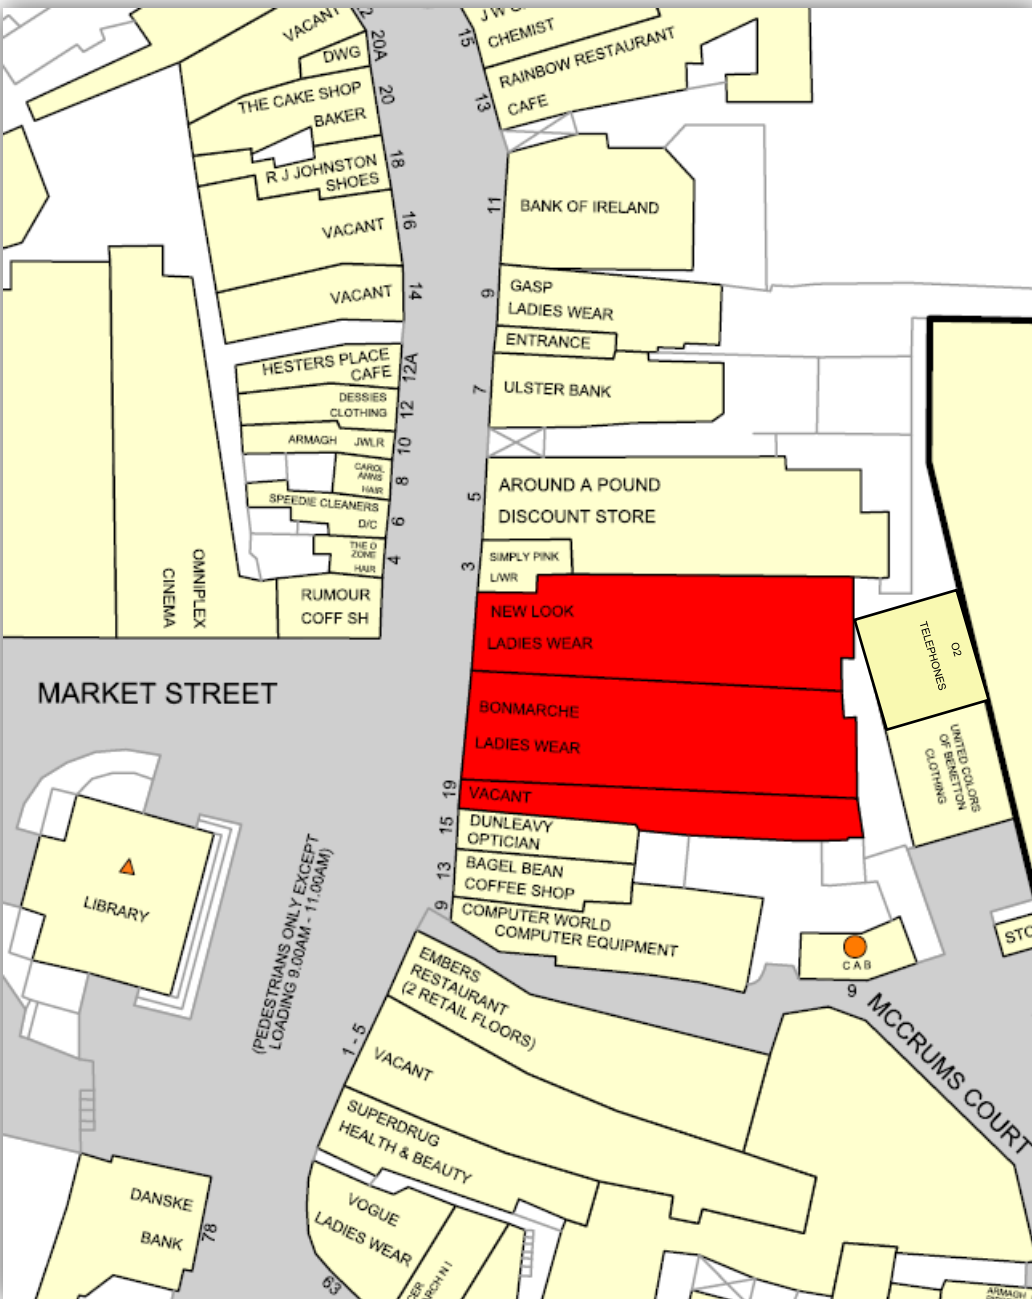 VACANT
2
20A
DWG
20
THE CAKE SHOP
BAKER
18
R J JOHNSTON
SHOES
16
VACANT
14
VACANT
12A
HESTERS PLACE
CAFE
12
DESSIES
CLOTHING
10
ARMAGH JWLR
8
CAROL
ANNS
HAIR
SPEEDIE CLEANERS
D/C
6
THE O
ZONE
HAIR
4
RUMOUR
COFF SH
OMNIPLEX
CINEMA
15
J W
CHEMIST
13
RAINBOW RESTAURANT
CAFE
11
BANK OF IRELAND
9
GASP
LADIES WEAR
ENTRANCE
7
ULSTER BANK
5
AROUND A POUND
DISCOUNT STORE
3
SIMPLY PINK
L/WR
NEW LOOK
LADIES WEAR
BONMARCHE
LADIES WEAR
19
VACANT
O2
TELEPHONES
UNITED COLORS
OF BENETTON
CLOTHING
MARKET STREET
15
DUNLEAVY
OPTICIAN
13
BAGEL BEAN
COFFEE SHOP
9
COMPUTER WORLD
COMPUTER EQUIPMENT
LIBRARY
(PEDESTRIANS ONLY EXCEPT
LOADING 9.00AM - 11.00AM)
CAB
9
STO
MCCRUMS COURT
EMBERS
RESTAURANT
(2 RETAIL FLOORS)
1 - 5
VACANT
SUPERDRUG
HEALTH & BEAUTY
VOGUE
LADIES WEAR
63
CER
ARCH N I
DANSKE
BANK
78
ARMAGH